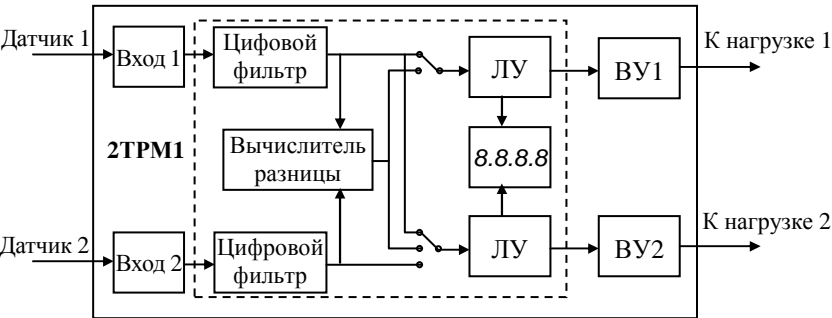 Датчик 1
Вход 1
Цифовой
фильтр
ЛУ
ВУ1
К нагрузке 1
2ТРМ1
Вычислитель
разницы
8.8.8.8
Датчик 2
Вход 2
Цифровой
фильтр
ЛУ
ВУ2
К нагрузке 2